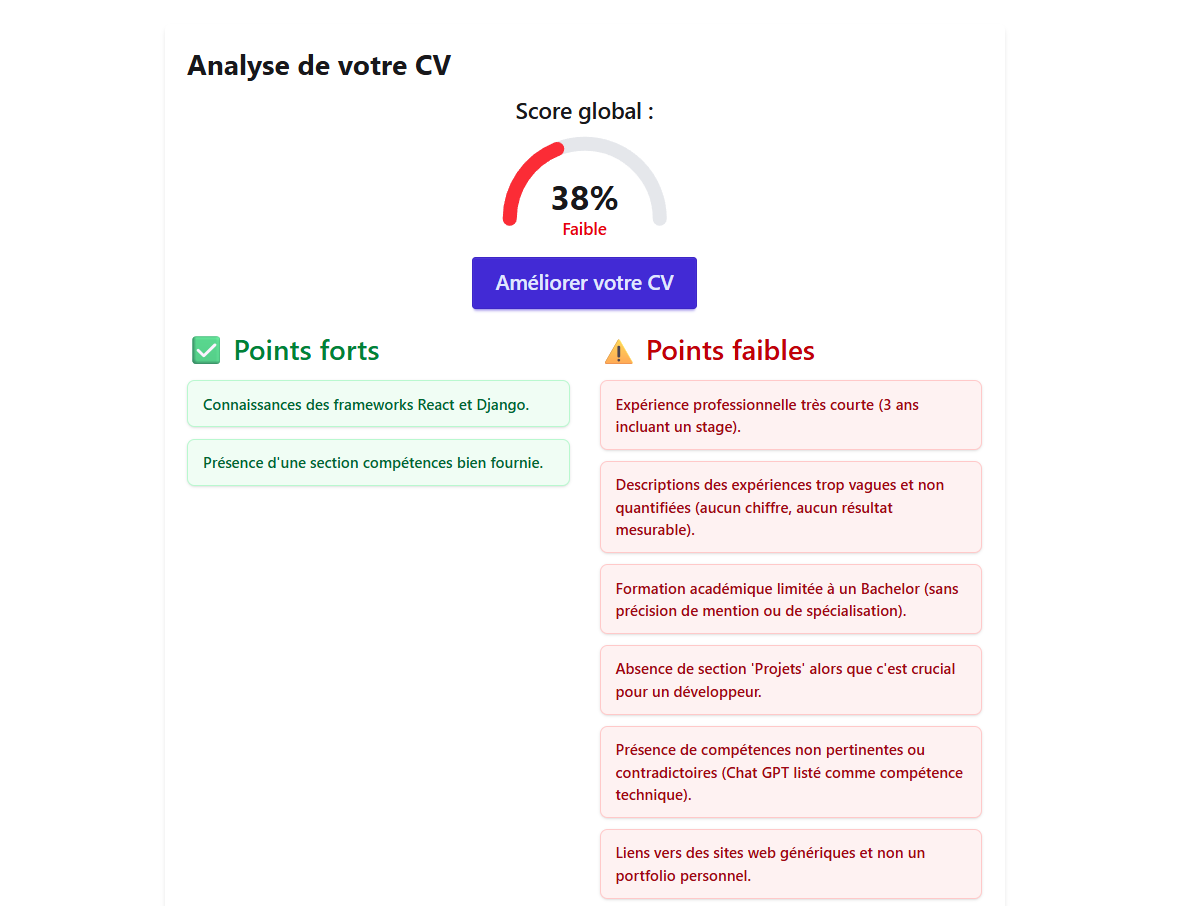 Analyse de votre CV
Score global :
38%
Faible
Améliorer votre CV
Points forts
Connaissances des frameworks React et Django.
Présence d'une section compétences bien fournie.
Points faibles
Expérience professionnelle très courte (3 ans
incluant un stage).
Descriptions des expériences trop vagues et non
quantifiées (aucun chiffre, aucun résultat
mesurable).
Formation académique limitée à un Bachelor (sans
précision de mention ou de spécialisation).
Absence de section 'Projets' alors que c'est crucial
pour un développeur.
Présence de compétences non pertinentes ou
contradictoires (Chat GPT listé comme compétence
technique).
Liens vers des sites web génériques et non un
portfolio personnel.